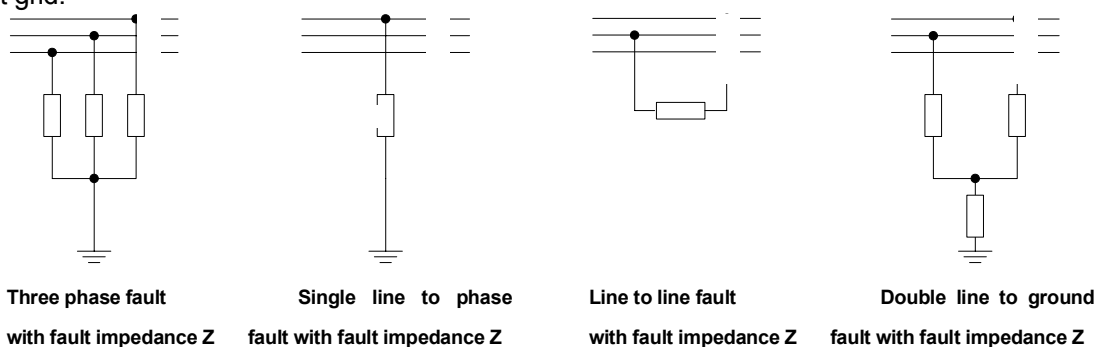 grid.
Three phase fault
with fault impedance Z
Single line to phase
fault with fault impedance Z
Line to line fault
with fault impedance Z
Double line to ground
fault with fault impedance Z